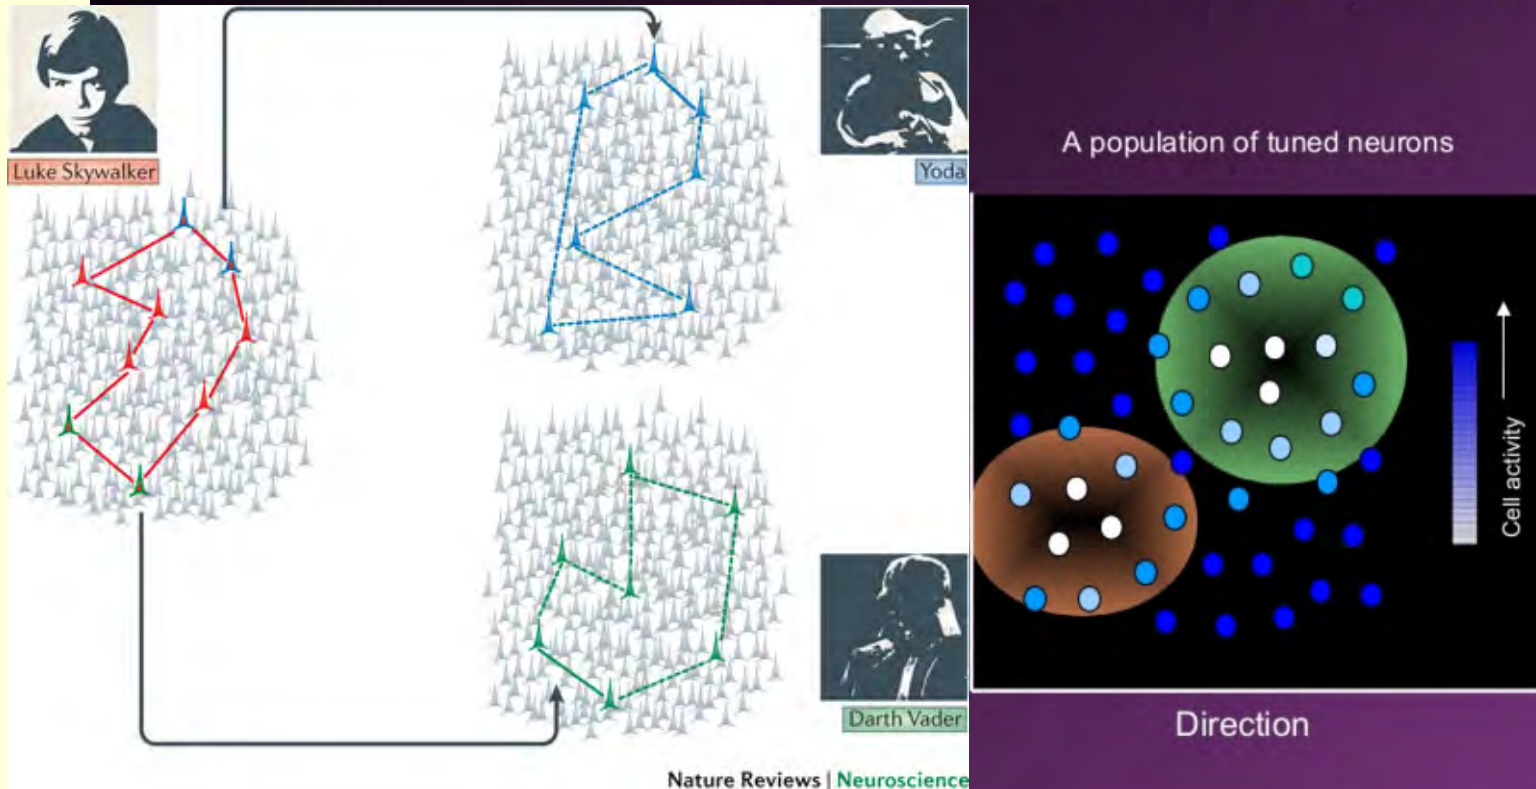 Luke Skywalker
Yoda
Darth Vader
Nature Reviews | Neuroscience
A population of tuned neurons
Cell activity
Direction